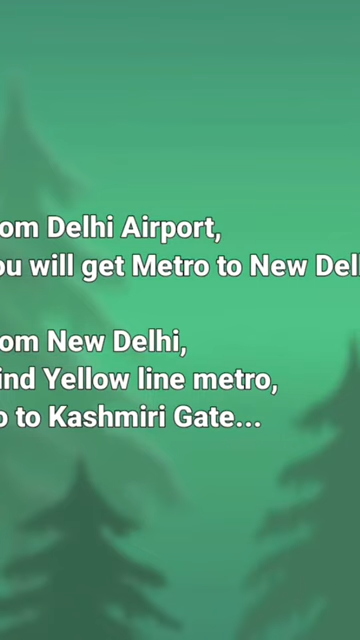 om Delhi Airport,
ou will get Metro to New Del
om New Delhi,
ind Yellow line metro,
o to Kashmiri Gate...